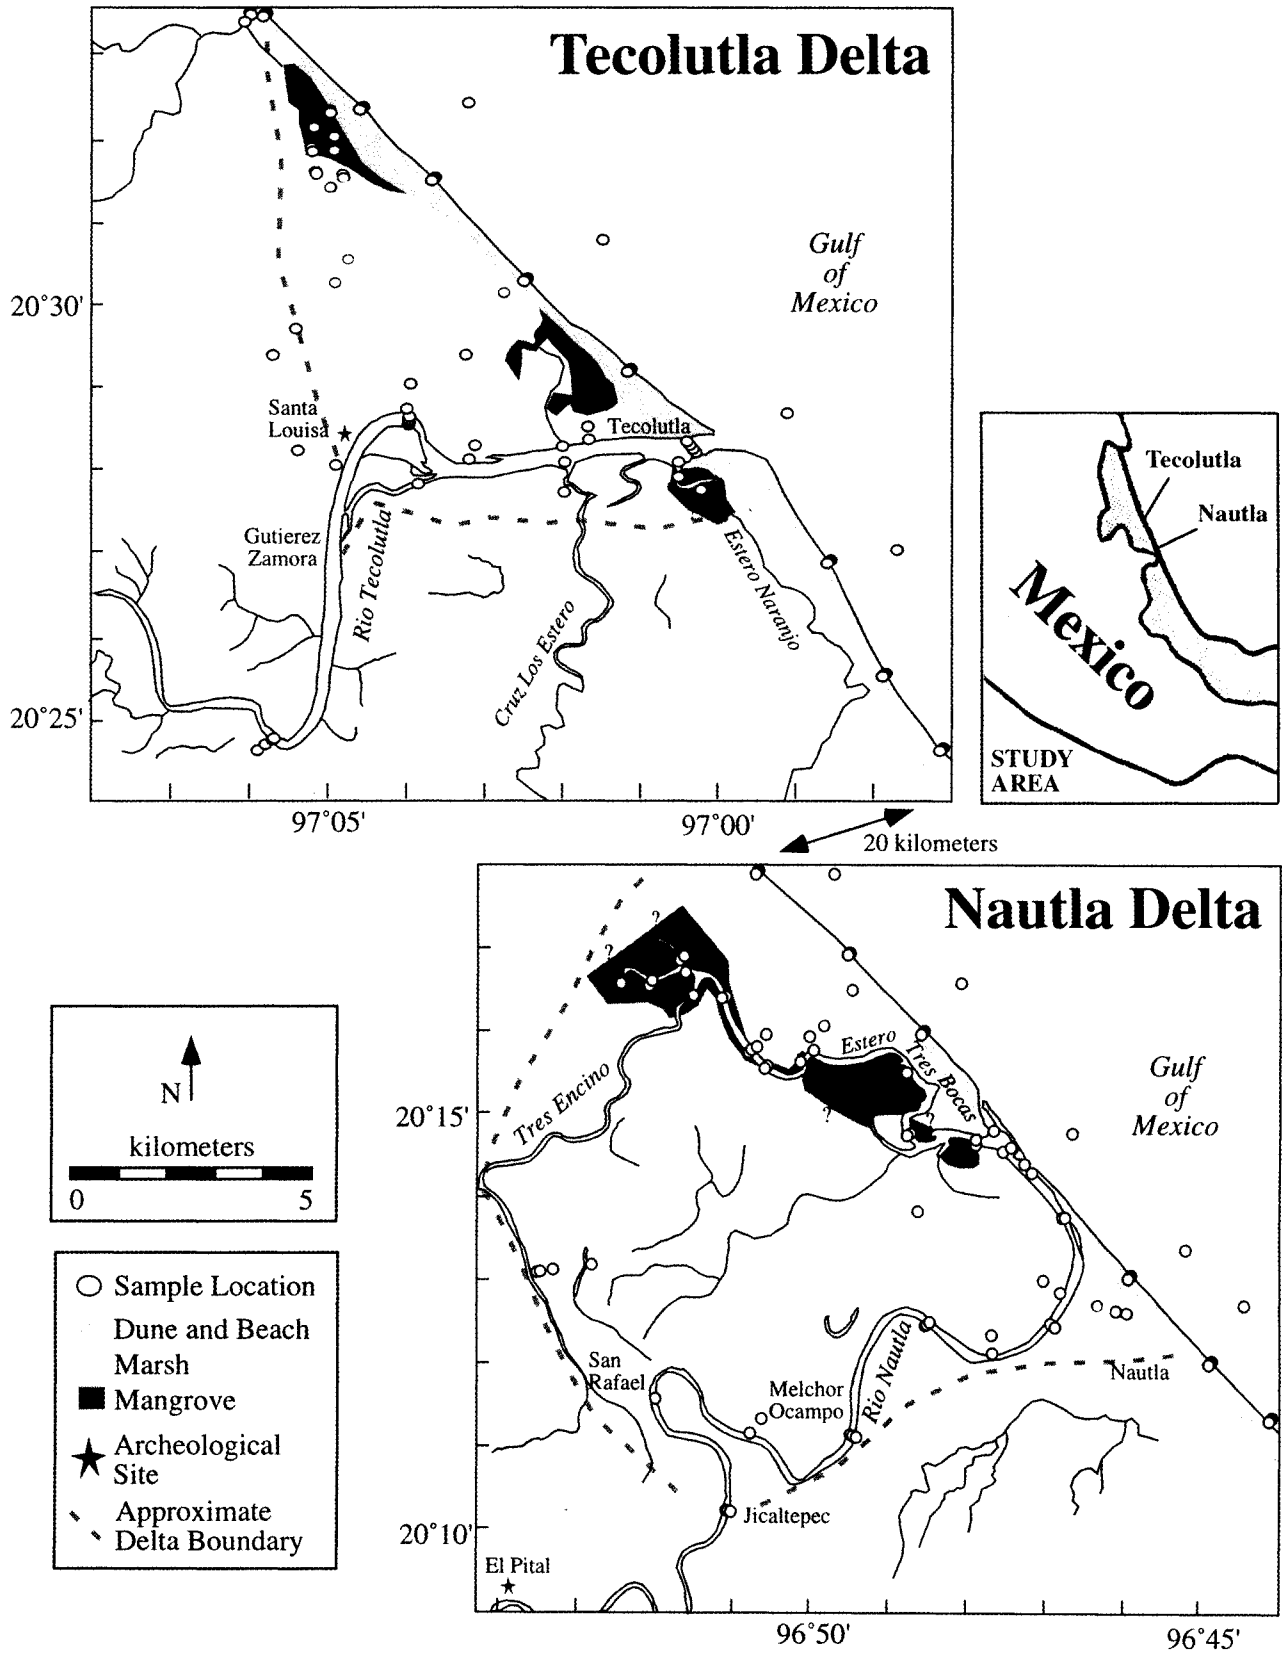 Tecolutla Delta
Gulf
of
Mexico
20°30'
Santa
Louisa
Tecolutla
Gutierez
Zamora
Rio Tecolutla
Cruz Los Estero
Estero Naranjo
20°25'
97°05'
97°00'
Tecolutla
Nautla
Mexico
STUDY
AREA
20 kilometers
Nautla Delta
?
?
Estero
Tres Bocas
Gulf
of
Mexico
Tres Encino
20°15'
?
?
San
Rafael
Melchor
Ocampo
Rio Nautla
Nautla
Jicaltepec
20°10'
El Pital
96°50'
96°45'
N
kilometers
0 5
Sample Location
Dune and Beach
Marsh
Mangrove
Archeological
Site
Approximate
Delta Boundary